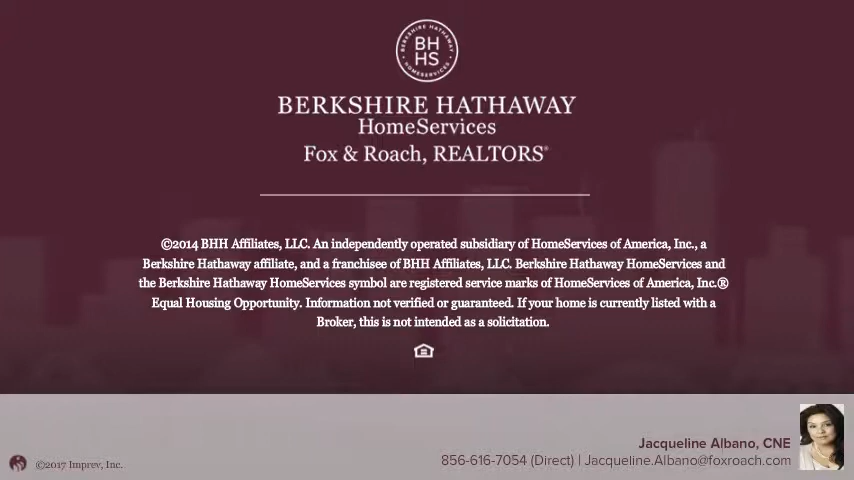 BERKSHIRE HATHAWAY
HOMESERVICES
BH
HS
BERKSHIRE HATHAWAY
HomeServices
Fox & Roach, REALTORS®
©2014 BHH Affiliates, LLC. An independently operated subsidiary of HomeServices of America, Inc., a
Berkshire Hathaway affiliate, and a franchisee of BHH Affiliates, LLC. Berkshire Hathaway HomeServices and
the Berkshire Hathaway HomeServices symbol are registered service marks of HomeServices of America, Inc.®
Equal Housing Opportunity. Information not verified or guaranteed. If your home is currently listed with a
Broker, this is not intended as a solicitation.
Jacqueline Albano, CNE
856-616-7054 (Direct) | Jacqueline.Albano@foxroach.com
©2017 Imprev, Inc.